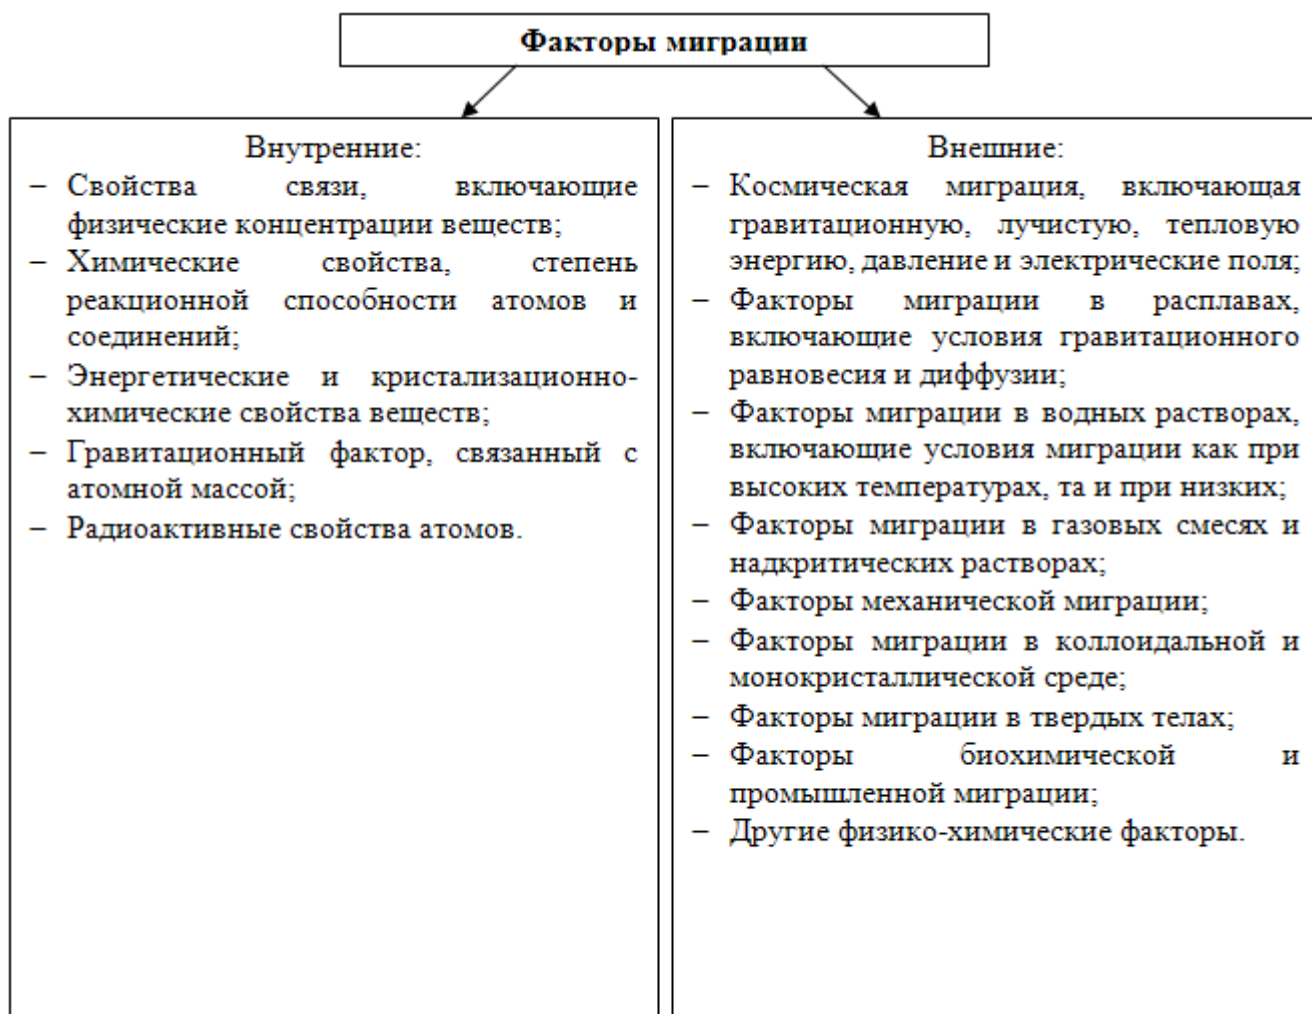 Факторы миграции
Внутренние:
– Свойства связи, включающие
физические концентрации веществ;
– Химические свойства, степень
реакционной способности атомов и
соединений;
– Энергетические и кристализационно-
химические свойства веществ;
– Гравитационный фактор, связанный с
атомной массой;
– Радиоактивные свойства атомов.
Внешние:
– Космическая миграция, включающая
гравитационную, лучистую, тепловую
энергию, давление и электрические поля;
– Факторы миграции в расплавах,
включающие условия гравитационного
равновесия и диффузии;
– Факторы миграции в водных растворах,
включающие условия миграции как при
высоких температурах, та и при низких;
– Факторы миграции в газовых смесях и
надкритических растворах;
– Факторы механической миграции;
– Факторы миграции в коллоидальной и
монокристаллической среде;
– Факторы миграции в твердых телах;
– Факторы биохимической и
промышленной миграции;
– Другие физико-химические факторы.